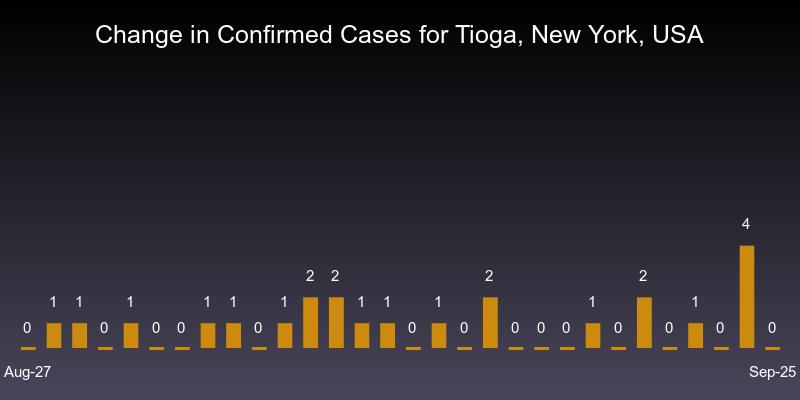 Change in Confirmed Cases for Tioga, New York, USA
4
2 2 2 2
1 1 1 1 1 1 1 1 1 1 1
0 0 0 0 0 0 0 0 0 0 0 0 0 0
Aug-27 Sep-25